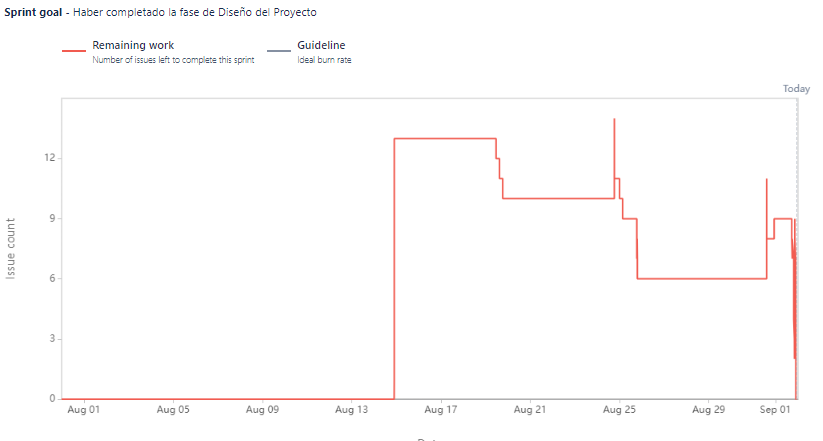 Sprint goal - Haber completado la fase de Diseño del Proyecto
Remaining work
Number of issues left to complete this sprint
Guideline
Ideal burn rate
Today
12
9
6
3
0
Issue count
Aug 01 Aug 05 Aug 09 Aug 13 Aug 17 Aug 21 Aug 25 Aug 29 Sep 01